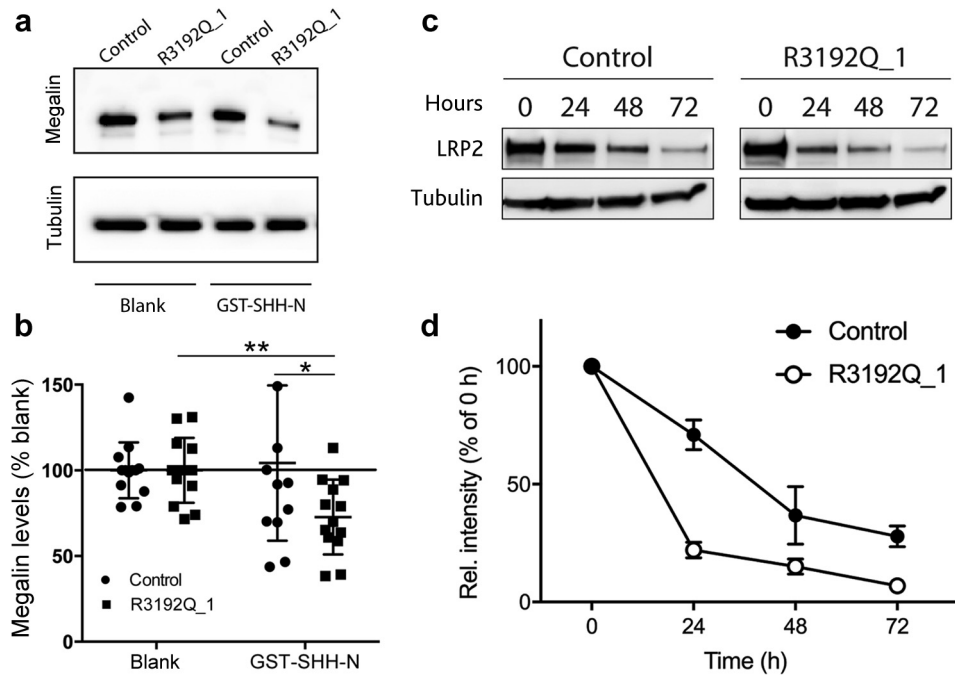 a
Control R3192Q_1 Control R3192Q_1
Megalin
Tubulin
Blank GST-SHH-N
b
** 
*
Megalin levels (% blank)
150
100
50
0
Control
R3192Q_1
Blank GST-SHH-N
c
Control R3192Q_1
Hours 0 24 48 72 0 24 48 72
LRP2
Tubulin
d
Control
R3192Q_1
Rel. intensity (% of 0 h)
100
50
0
0 24 48 72
Time (h)